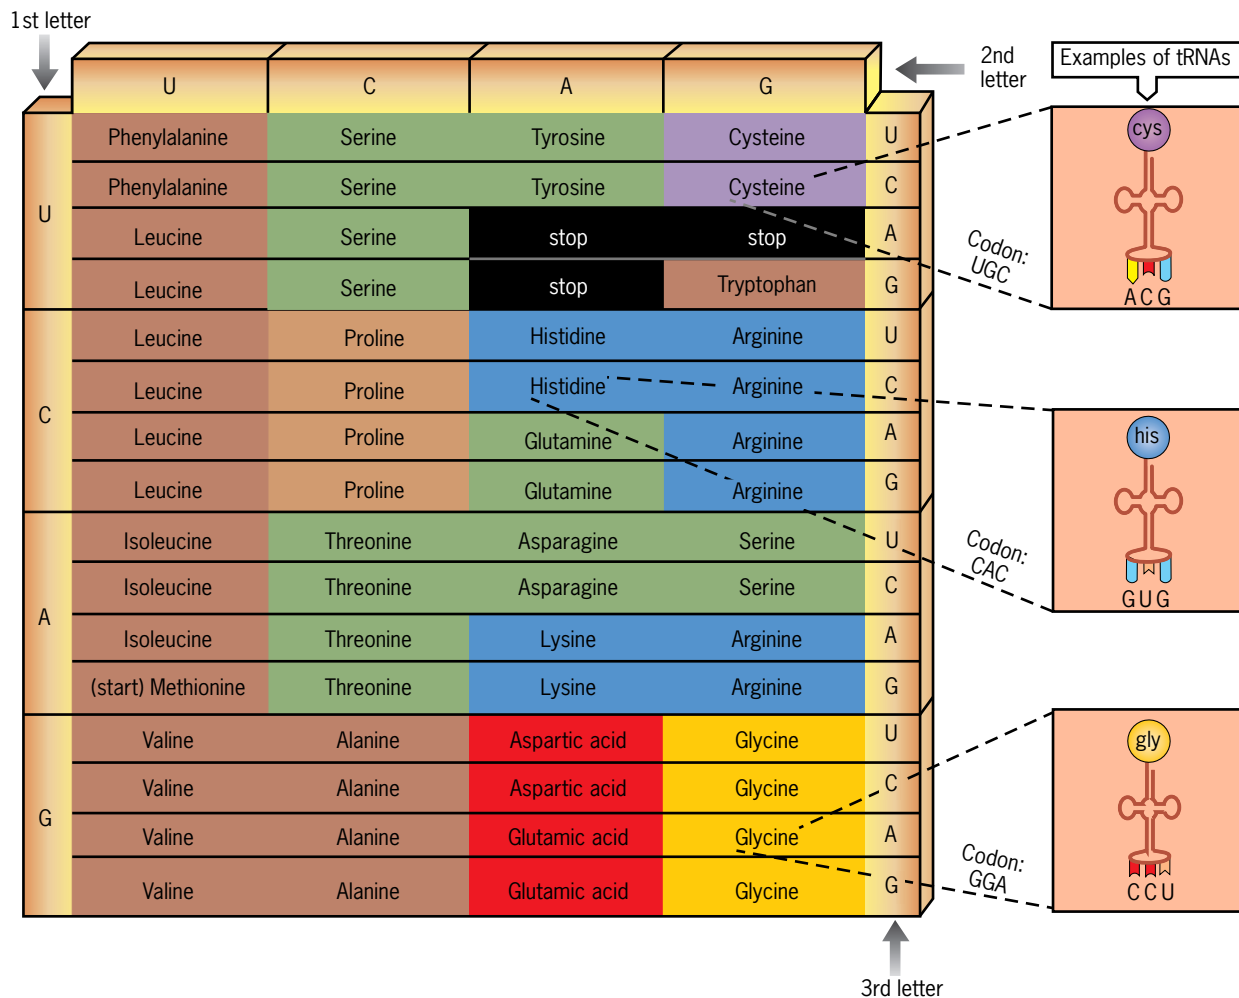 1st letter
2nd
letter
Examples of tRNAs
U C A G
U
Phenylalanine Serine Tyrosine Cysteine U
Phenylalanine Serine Tyrosine Cysteine C
Leucine Serine stop stop A
Leucine Serine stop Tryptophan G
C
Leucine Proline Histidine Arginine U
Leucine Proline Histidine Arginine C
Leucine Proline Glutamine Arginine A
Leucine Proline Glutamine Arginine G
A
Isoleucine Threonine Asparagine Serine U
Isoleucine Threonine Asparagine Serine C
Isoleucine Threonine Lysine Arginine A
(start) Methionine Threonine Lysine Arginine G
G
Valine Alanine Aspartic acid Glycine U
Valine Alanine Aspartic acid Glycine C
Valine Alanine Glutamic acid Glycine A
Valine Alanine Glutamic acid Glycine G
3rd letter
Codon:
UGC
cys
A C G
Codon:
CAC
his
G U G
Codon:
GGA
gly
C C U